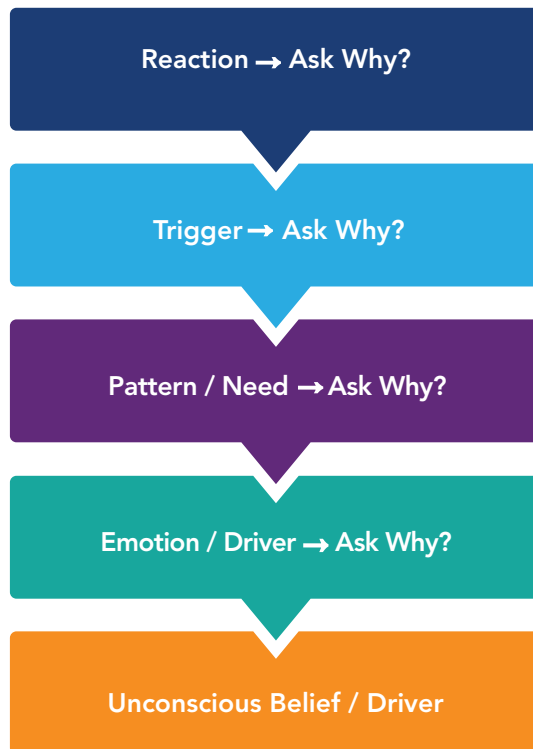 Reaction → Ask Why?
Trigger → Ask Why?
Pattern / Need → Ask Why?
Emotion / Driver → Ask Why?
Unconscious Belief / Driver